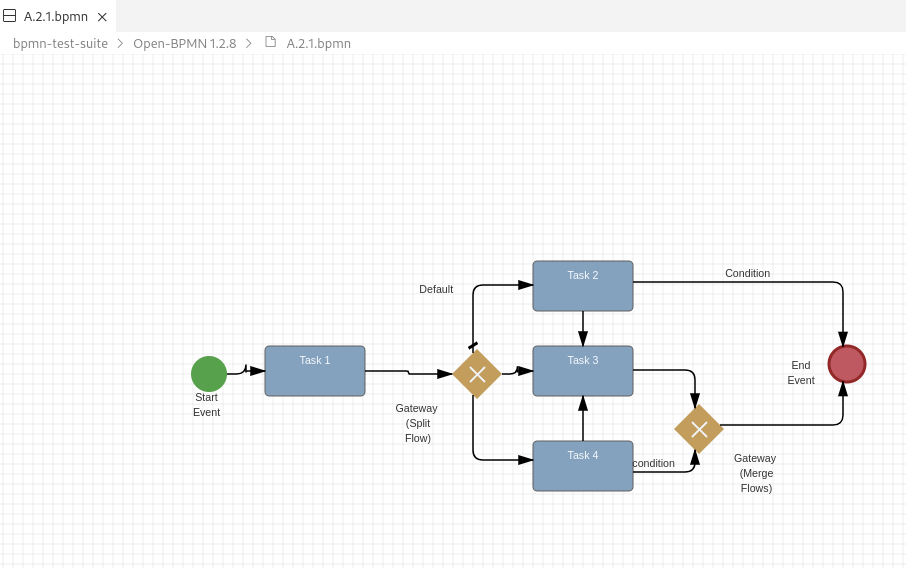 A.2.1.bpmn
bpmn-test-suite > Open-BPMN 1.2.8 > A.2.1.bpmn
Start
Event
Task 1
Gateway
(Split
Flow)
Default
Task 2
Task 3
Task 4
Condition
condition
Gateway
(Merge
Flows)
End
Event